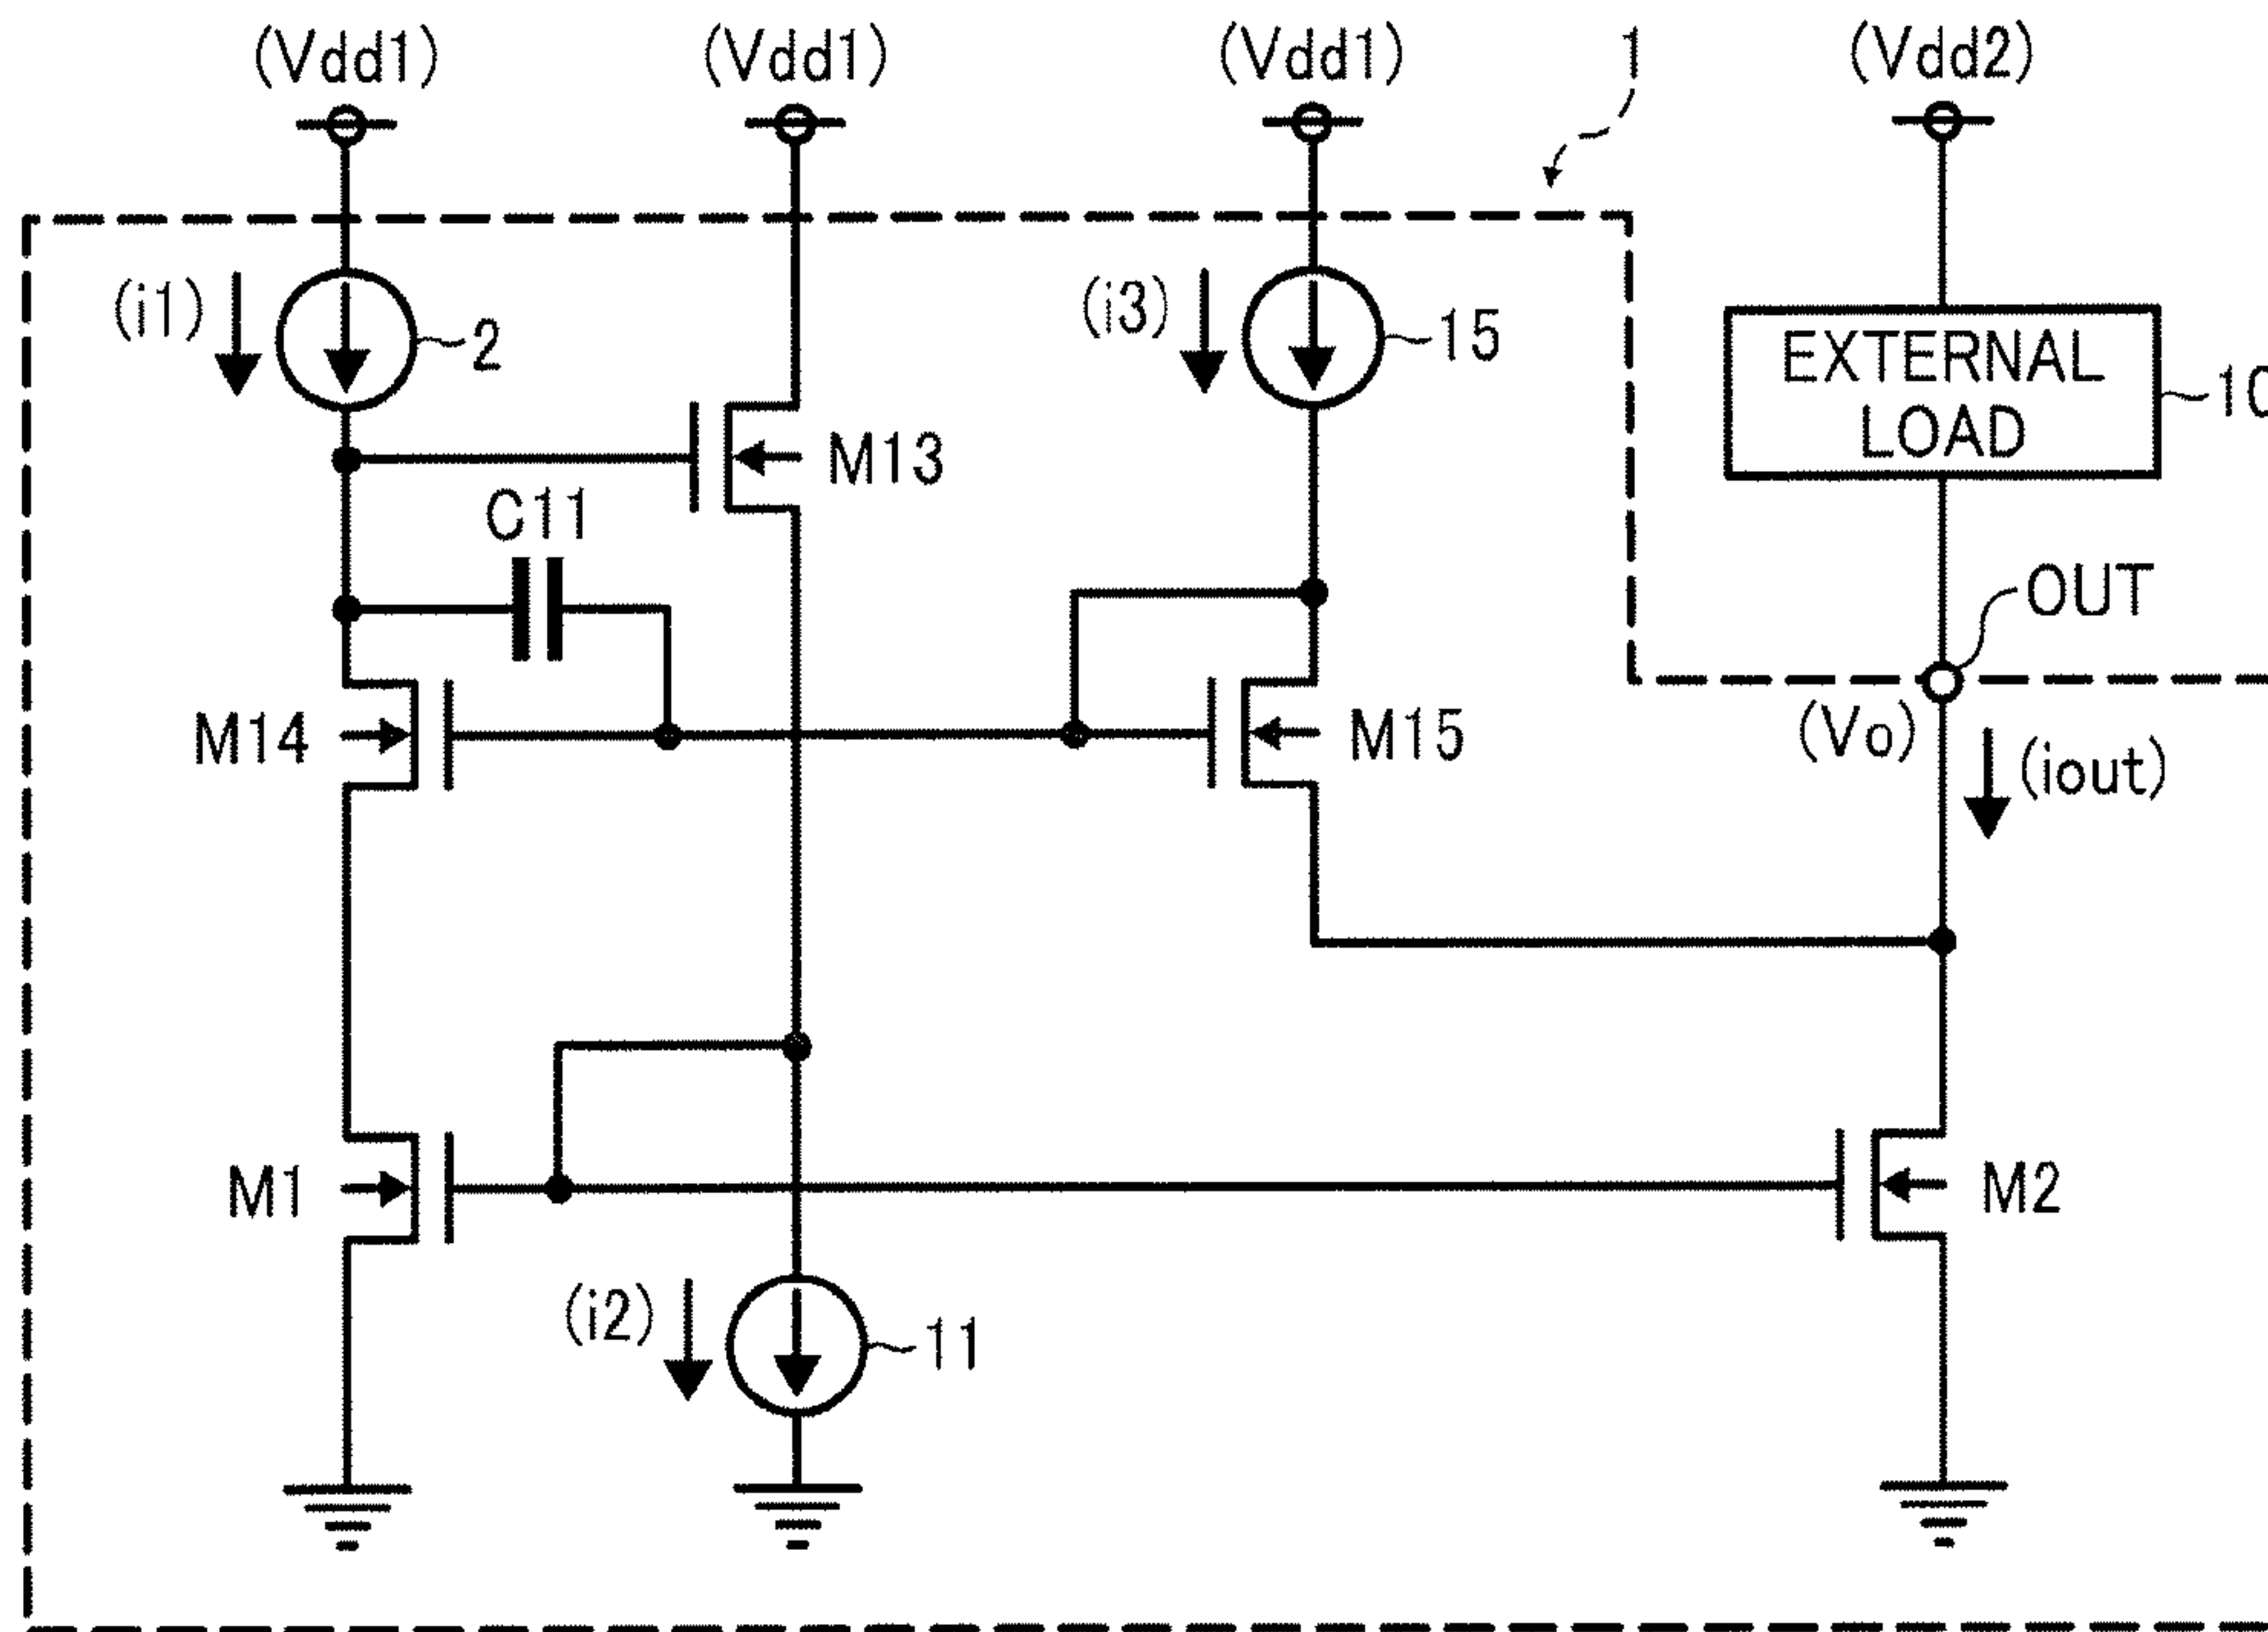 (Vdd1)
(Vdd1)
(Vdd1)
1
(Vdd2)
(i1)
2
(i3)
15
EXTERNAL
LOAD
10
M13
C11
OUT
M14
M15
(Vo)
(iout)
M1
M2
(i2)
11